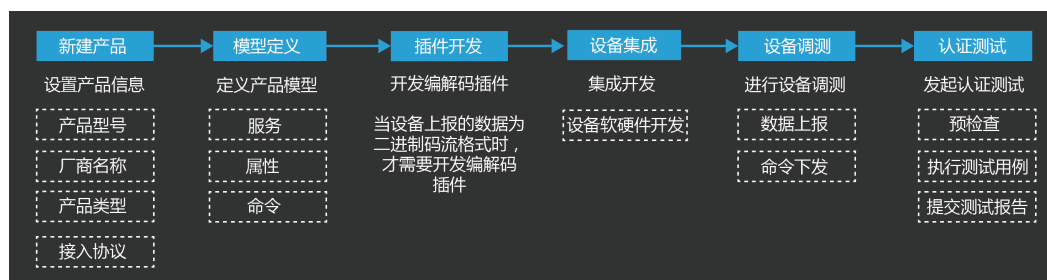 新建产品
模型定义
插件开发
设备集成
设备调测
认证测试
设置产品信息
定义产品模型
开发编解码插件
集成开发
进行设备调测
发起认证测试
产品型号
厂商名称
产品类型
接入协议
服务
属性
命令
当设备上报的数据为
二进制码流格式时，
才需要开发编解码
插件
设备软硬件开发
数据上报
命令下发
预检查
执行测试用例
提交测试报告